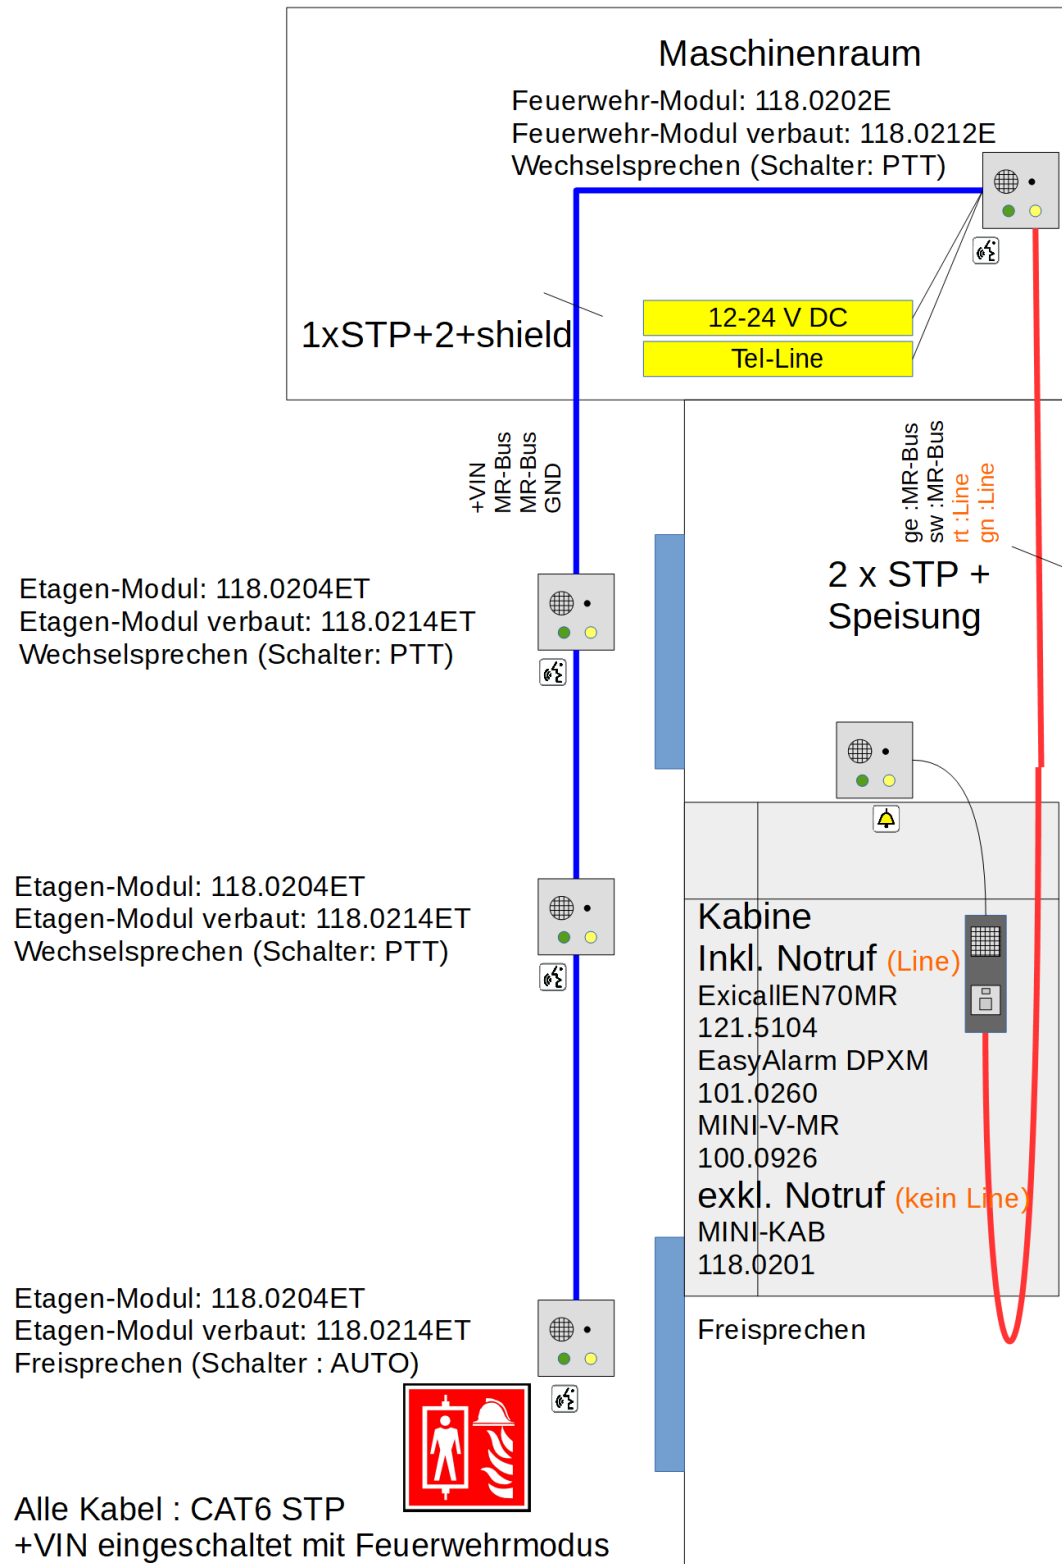 Maschinenraum
Feuerwehr-Modul: 118.0202E
Feuerwehr-Modul verbaut: 118.0212E
Wechselsprechen (Schalter: PTT)
12-24 V DC
1xSTP+2+shield
Tel-Line
+VIN
MR-Bus
MR-Bus
GND
ge :MR-Bus
sw :MR-Bus
rt :Line
gn :Line
2 x STP +
Speisung
Etagen-Modul: 118.0204ET
Etagen-Modul verbaut: 118.0214ET
Wechselsprechen (Schalter: PTT)
Etagen-Modul: 118.0204ET
Etagen-Modul verbaut: 118.0214ET
Wechselsprechen (Schalter: PTT)
Kabine
Inkl. Notruf (Line)
ExicallEN70MR
121.5104
EasyAlarm DPXM
101.0260
MINI-V-MR
100.0926
exkl. Notruf (kein Line)
MINI-KAB
118.0201
Etagen-Modul: 118.0204ET
Etagen-Modul verbaut: 118.0214ET
Freisprechen (Schalter : AUTO)
Freisprechen
Alle Kabel : CAT6 STP
+VIN eingeschaltet mit Feuerwehrmodus